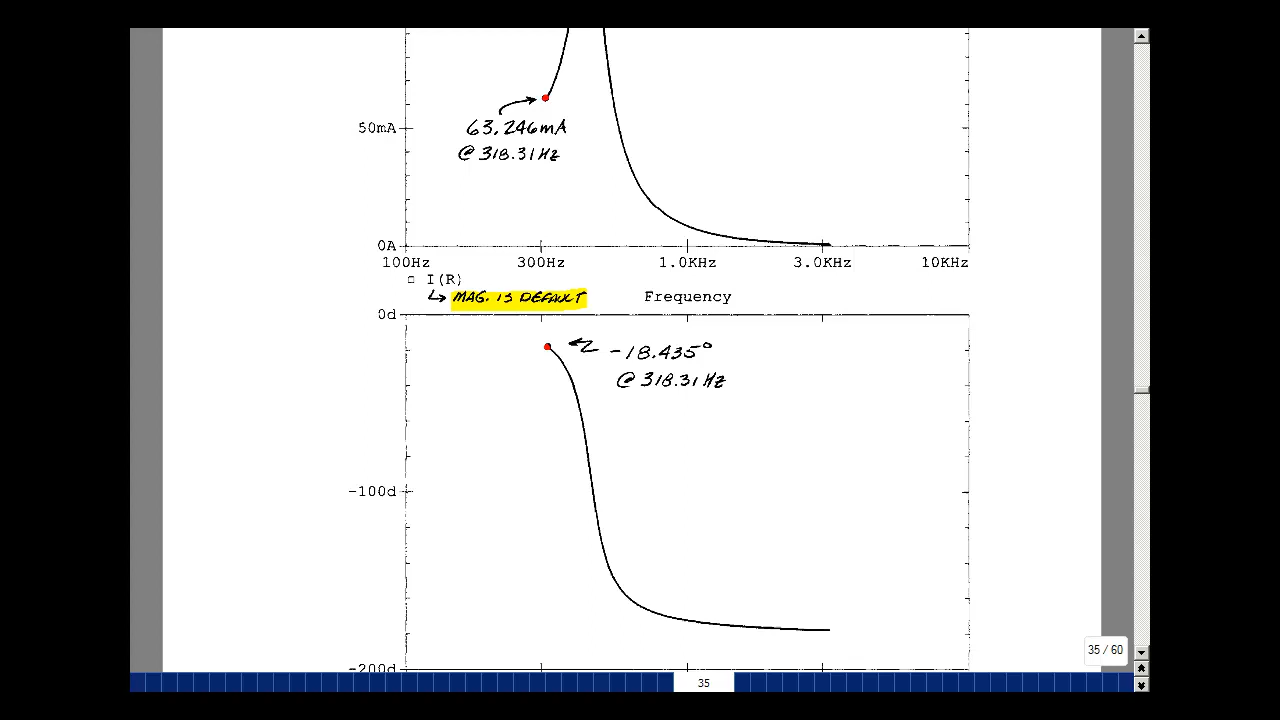 63.246mA
50mA
@ 318.31Hz
0A
100Hz 300Hz 1.0KHz 3.0KHz 10KHz
I(R)
MAG. IS DEFAULT Frequency
0d
-18.435°
@ 318.31Hz
-100d
35 / 60
-200d
35